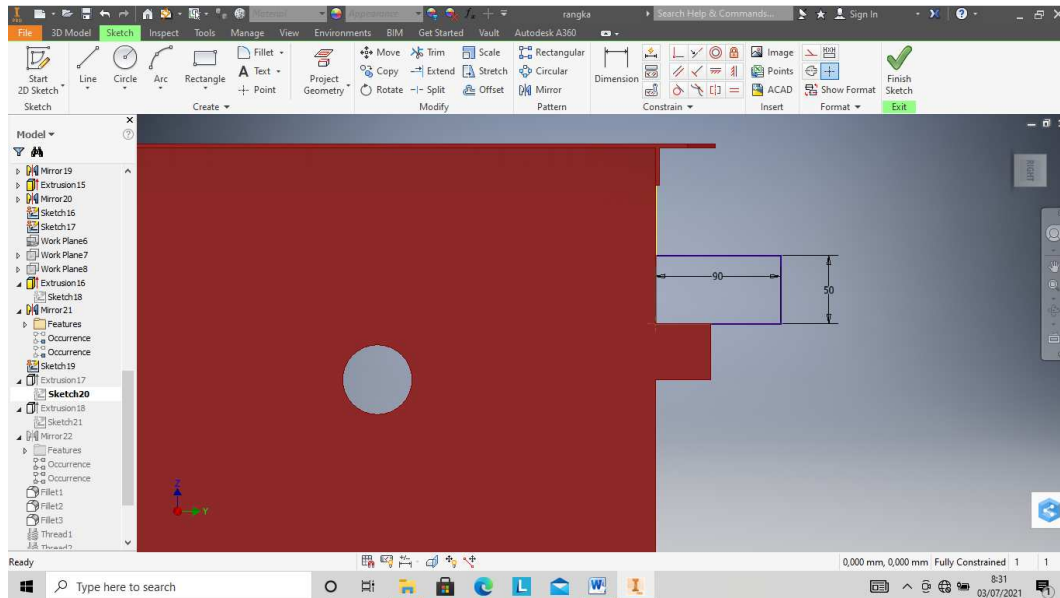 PRO
Material
Appearance
rangka
Search Help & Commands...
Sign In
File 3D Model Sketch Inspect Tools Manage View Environments BIM Get Started Vault Autodesk A360
Start
2D Sketch
Line
Circle
Arc
Rectangle
Fillet
Text
Point
Project
Geometry
Move
Copy
Rotate
Trim
Extend
Split
Scale
Stretch
Offset
Rectangular
Circular
Mirror
Dimension
Image
Points
ACAD
Show Format
Finish
Sketch
Sketch
Create
Modify
Pattern
Constrain
Insert
Format
Exit
Model
Mirror19
Extrusion15
Mirror20
Sketch16
Sketch17
Work Plane6
Work Plane7
Work Plane8
Extrusion16
Sketch18
Mirror21
Features
Occurrence
Occurrence
Sketch19
Extrusion17
Sketch20
Extrusion18
Sketch21
Mirror22
Features
Occurrence
Occurrence
Fillet1
Fillet2
Fillet3
Thread1
Thread2
RIGHT
90
50
Z
Y
Ready
0,000 mm, 0,000 mm Fully Constrained 1 1
Type here to search
8:31
03/07/2021